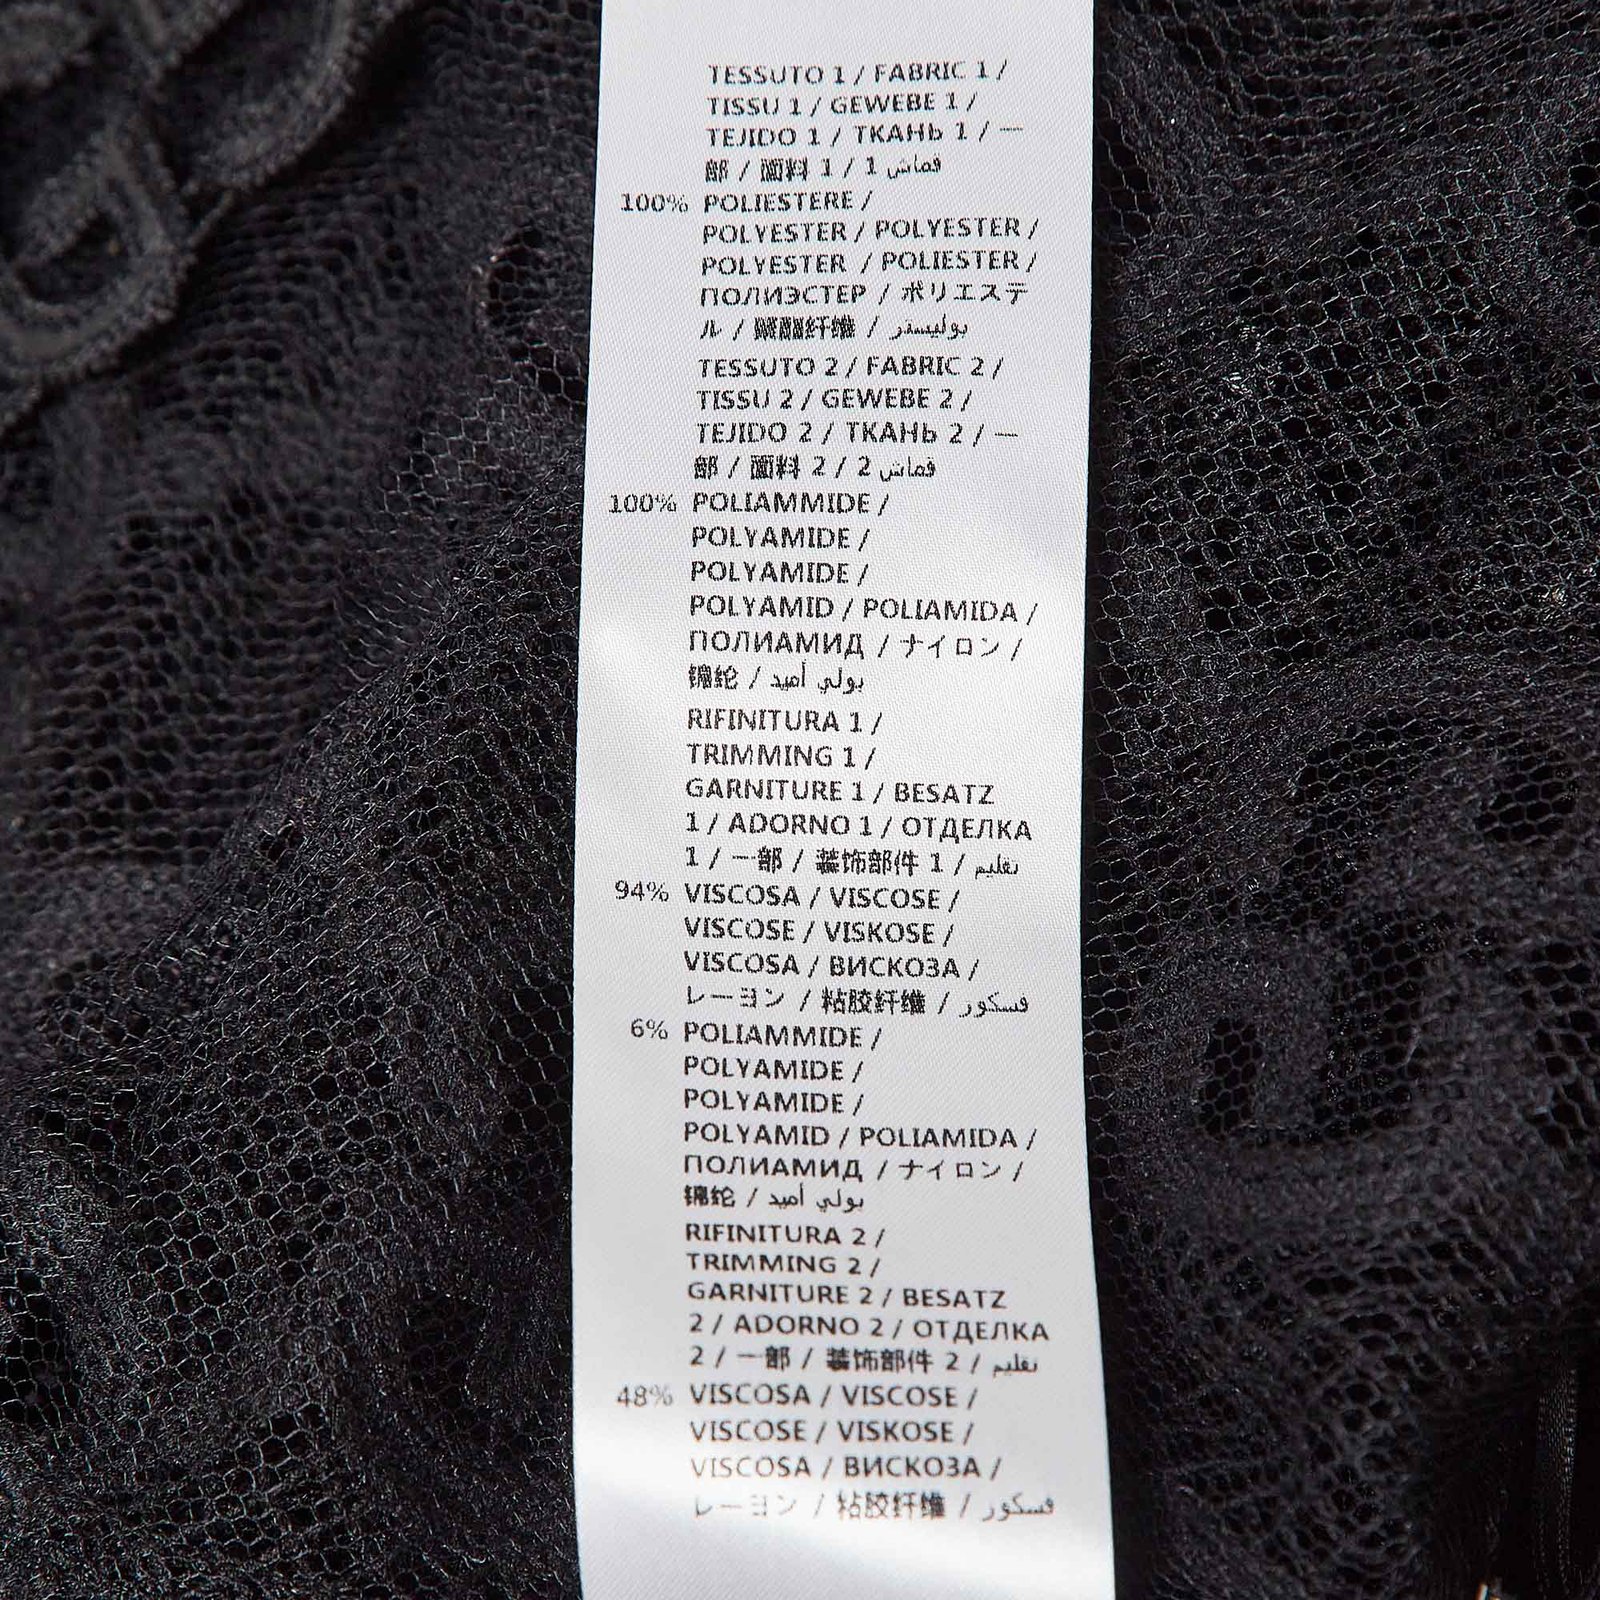 TESSUTO 1 / FABRIC 1 /
TISSU 1 / GEWEBE 1 /
TEJIDO 1 / ТКАНЬ 1 / 一
部 / 面料 1 / 1 قماش
100% POLIESTERE /
POLYESTER / POLYESTER /
POLYESTER / POLIESTER /
ПОЛИЭСТЕР / ポリエステ
ル / 聚酯纤维 / بوليستر
TESSUTO 2 / FABRIC 2 /
TISSU 2 / GEWEBE 2 /
TEJIDO 2 / ТКАНЬ 2 / 一
部 / 面料 2 / 2 قماش
100% POLIAMMIDE /
POLYAMIDE /
POLYAMIDE /
POLYAMID / POLIAMIDA /
ПОЛИАМИД / ナイロン /
锦纶 / بولي أميد
RIFINITURA 1 /
TRIMMING 1 /
GARNITURE 1 / BESATZ
1 / ADORNO 1 / ОТДЕЛКА
1 / 一部 / 装饰部件 1 / تقليم
94% VISCOSA / VISCOSE /
VISCOSE / VISKOSE /
VISCOSA / ВИСКОЗА /
レーヨン / 粘胶纤维 / فسكور
6% POLIAMMIDE /
POLYAMIDE /
POLYAMIDE /
POLYAMID / POLIAMIDA /
ПОЛИАМИД / ナイロン /
锦纶 / بولي أميد
RIFINITURA 2 /
TRIMMING 2 /
GARNITURE 2 / BESATZ
2 / ADORNO 2 / ОТДЕЛКА
2 / 一部 / 装饰部件 2 / تقليم
48% VISCOSA / VISCOSE /
VISCOSE / VISKOSE /
VISCOSA / ВИСКОЗА /
レーヨン / 粘胶纤维 / فسكور